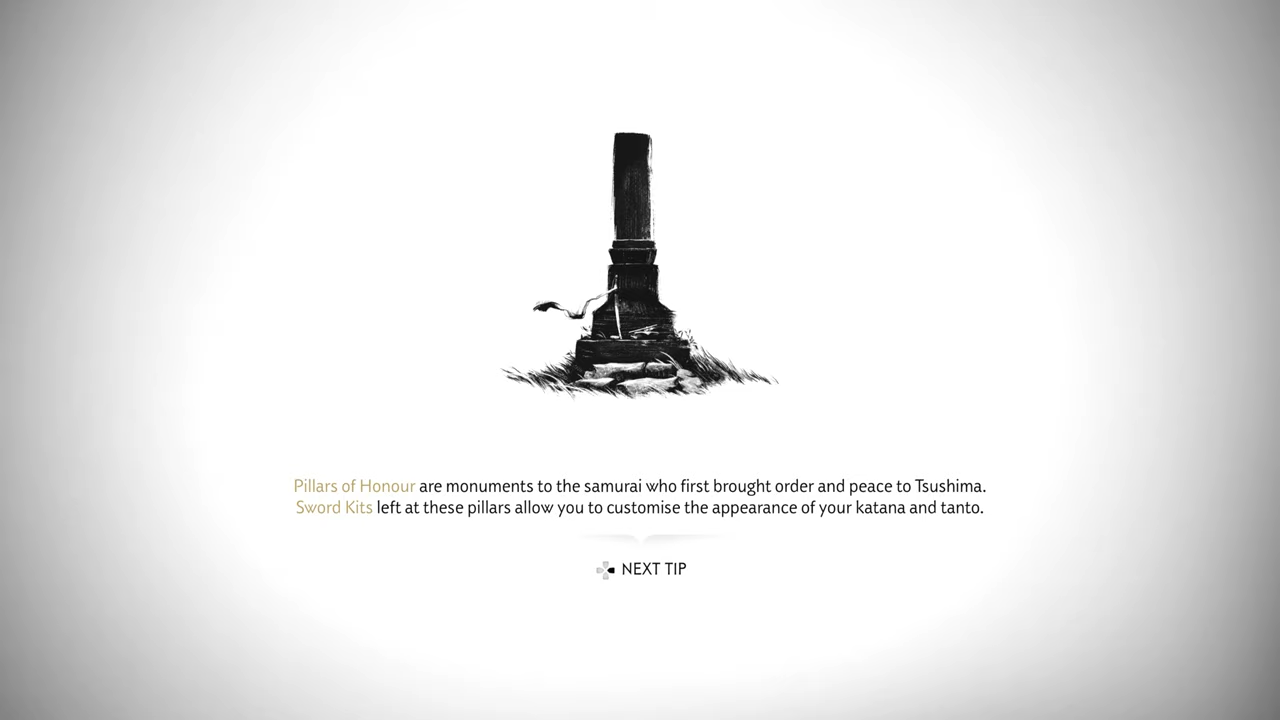 Pillars of Honour are monuments to the samurai who first brought order and peace to Tsushima.
Sword Kits left at these pillars allow you to customise the appearance of your katana and tanto.
NEXT TIP